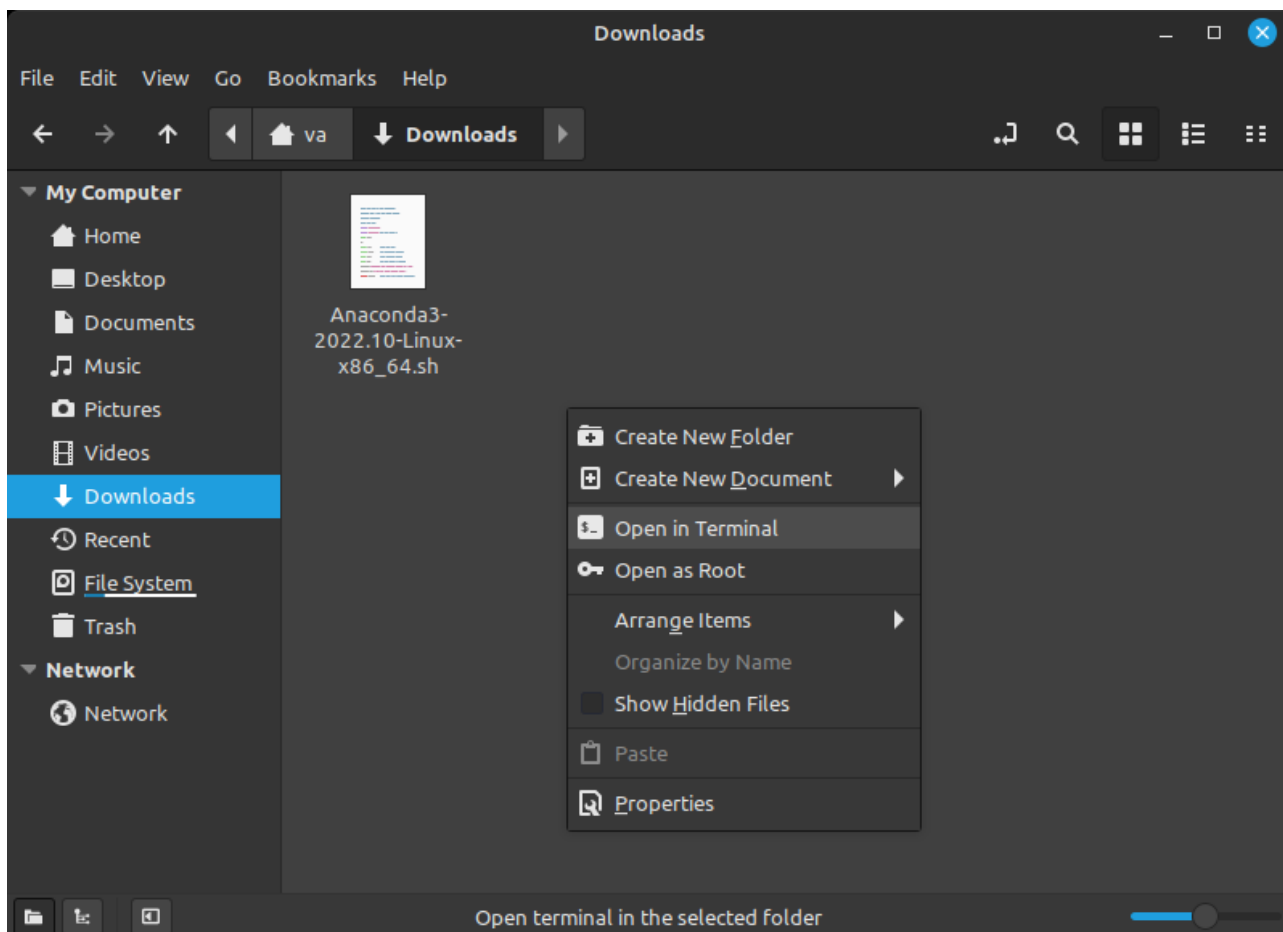 Downloads
File Edit View Go Bookmarks Help
va Downloads
My Computer
Home
Desktop
Documents
Music
Pictures
Videos
Downloads
Recent
File System
Trash
Network
Network
Anaconda3-
2022.10-Linux-
x86_64.sh
Create New Folder
Create New Document
$_ Open in Terminal
Open as Root
Arrange Items
Organize by Name
Show Hidden Files
Paste
Properties
Open terminal in the selected folder